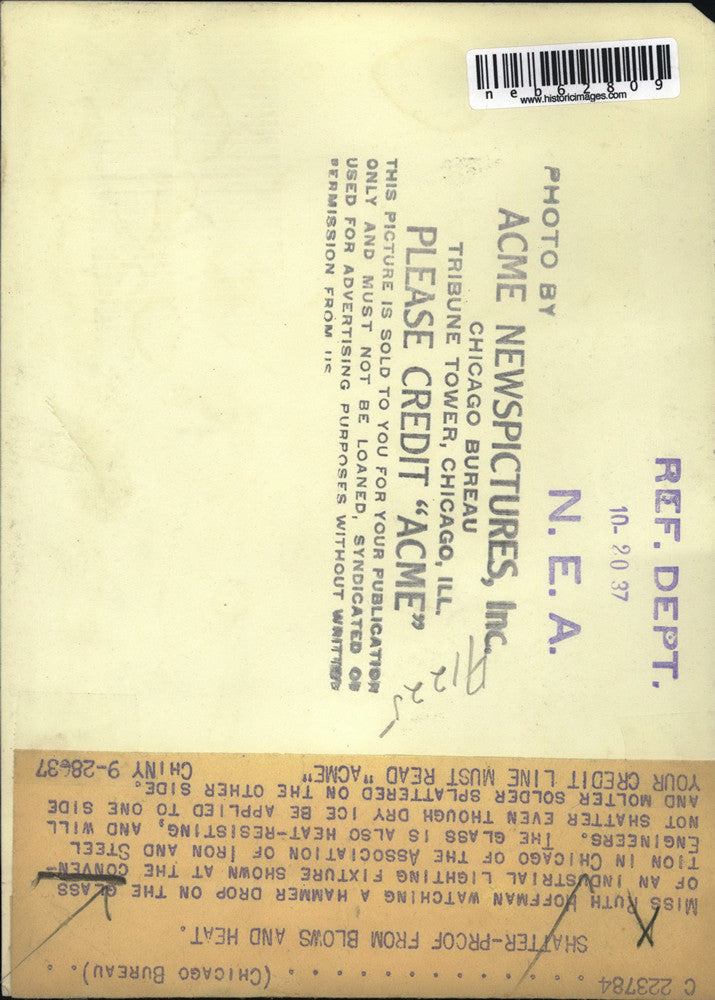 neb62809
www.historicimages.com
REF. DEPT.
10-20 37
N. E. A.
PHOTO BY
ACME NEWSPICTURES, Inc.
CHICAGO BUREAU
TRIBUNE TOWER, CHICAGO, ILL.
PLEASE CREDIT "ACME"
THIS PICTURE IS SOLD TO YOU FOR YOUR PUBLICATION
ONLY AND MUST NOT BE LOANED, SYNDICATED OR
USED FOR ADVERTISING PURPOSES WITHOUT WRITTEN
PERMISSION FROM US
C 223784 . . . . . . . . . . . . (CHICAGO BUREAU).
SHATTER-PROOF FROM BLOWS AND HEAT.
MISS RUTH HOFFMAN WATCHING A HAMMER DROP ON THE GLASS
OF AN INDUSTRIAL LIGHTING FIXTURE SHOWN AT THE CONVEN-
TION IN CHICAGO OF THE ASSOCIATION OF IRON AND STEEL
ENGINEERS. THE GLASS IS ALSO HEAT-RESISTING, AND WILL
NOT SHATTER EVEN THOUGH DRY ICE BE APPLIED TO ONE SIDE
AND MOLTEN SOLDER SPLATTERED ON THE OTHER SIDE.
YOUR CREDIT LINE MUST READ "ACME" CHINY 9-28-37